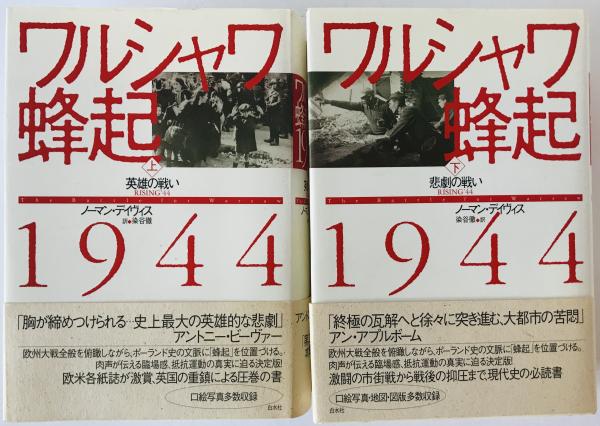 ワルシャワ
蜂起
上
英雄の戦い
RISING '44
The Battle for Warsaw
ノーマン・デイヴィス
訳◆染谷徹
1944
「胸が締めつけられる…史上最大の英雄的な悲劇」
アントニー・ビーヴァー
欧州大戦全般を俯瞰しながら、ポーランド史の文脈に「蜂起」を位置づける。
肉声が伝える臨場感、抵抗運動の真実に迫る決定版!
欧米各紙誌が激賞、英国の重鎮による圧巻の書
口絵写真多数収録
白水社
ワルシャワ
蜂起
下
悲劇の戦い
RISING '44
The Battle for Warsaw
ノーマン・デイヴィス
染谷徹◆訳
1944
「終極の瓦解へと徐々に突き進む、大都市の苦悶」
アン・アプルボーム
欧州大戦全般を俯瞰しながら、ポーランド史の文脈に「蜂起」を位置づける。
肉声が伝える臨場感、抵抗運動の真実に迫る決定版!
激闘の市街戦から戦後の抑圧まで、現代史の必読書
口絵写真・地図・図版多数収録
白水社